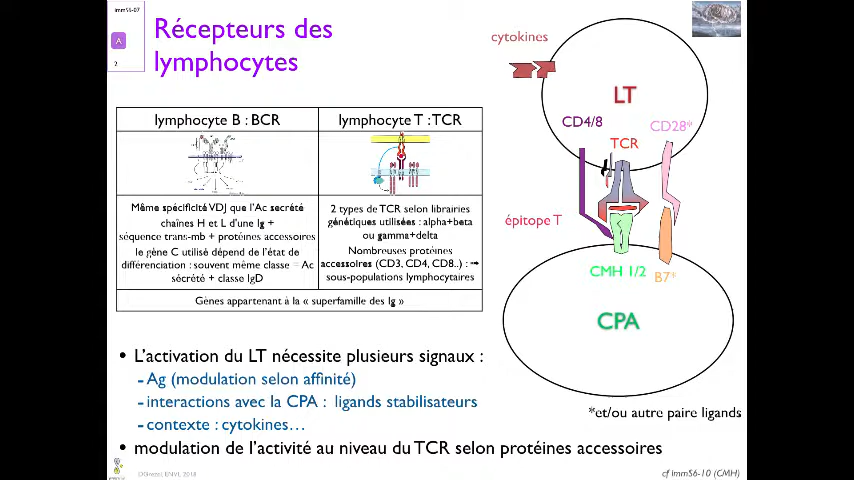 ImmS6-07
A
2
Récepteurs des
lymphocytes
lymphocyte B : BCR
lymphocyte T : TCR
Même spécificité VDJ que l'Ac secrété
chaînes H et L d'une Ig +
séquence trans-mb + protéines accessoires
le gène C utilisé dépend de l'état de
différenciation : souvent même classe = Ac
sécrété + classe IgD
2 types de TCR selon librairies
génétiques utilisées : alpha+beta
ou gamma+delta
Nombreuses protéines
accessoires (CD3, CD4, CD8..) : ➞
sous-populations lymphocytaires
Gènes appartenant à la « superfamille des Ig »
cytokines
LT
CD4/8
CD28*
TCR
épitope T
CMH 1/2
B7*
CPA
*et/ou autre paire ligands
• L'activation du LT nécessite plusieurs signaux :
- Ag (modulation selon affinité)
- interactions avec la CPA : ligands stabilisateurs
- contexte : cytokines…
• modulation de l'activité au niveau du TCR selon protéines accessoires
cf ImmS6-10 (CMH)